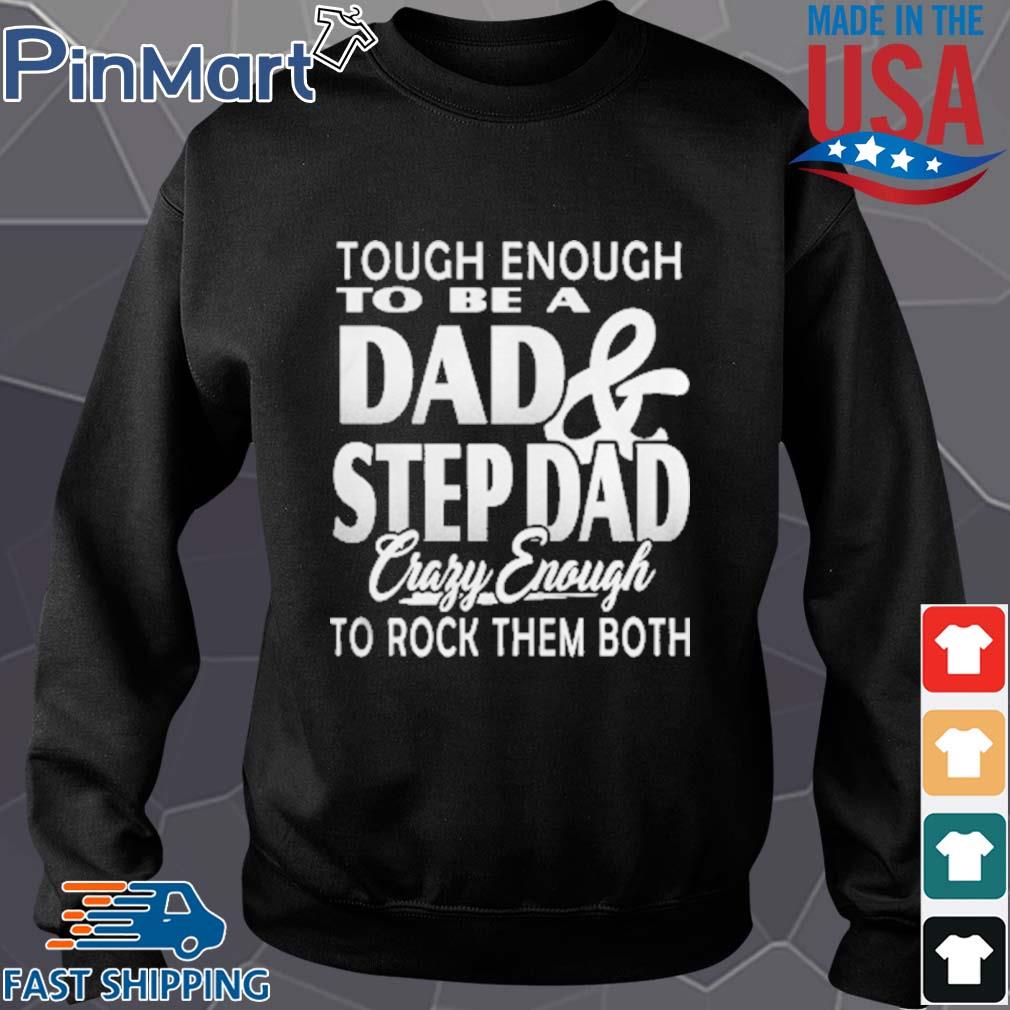 PinMart
MADE IN THE
USA
TOUGH ENOUGH
TO BE A
DAD &
STEP DAD
Crazy Enough
TO ROCK THEM BOTH
FAST SHIPPING